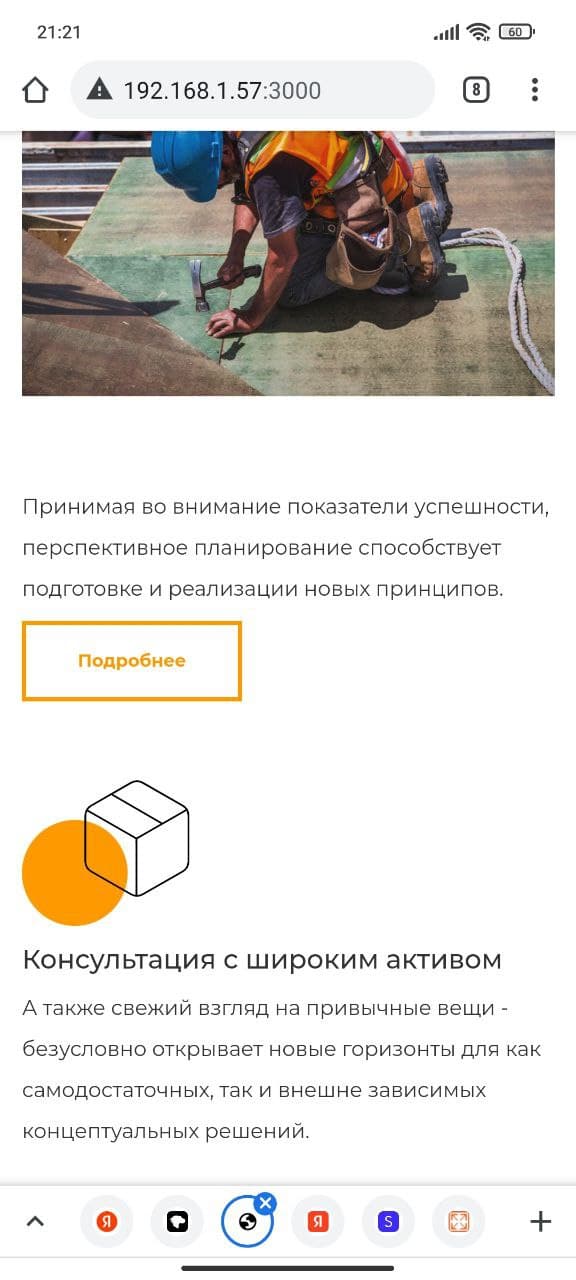 21:21
60
192.168.1.57:3000
8
Принимая во внимание показатели успешности,
перспективное планирование способствует
подготовке и реализации новых принципов.
Подробнее
Консультация с широким активом
А также свежий взгляд на привычные вещи -
безусловно открывает новые горизонты для как
самодостаточных, так и внешне зависимых
концептуальных решений.
Я
Я
S